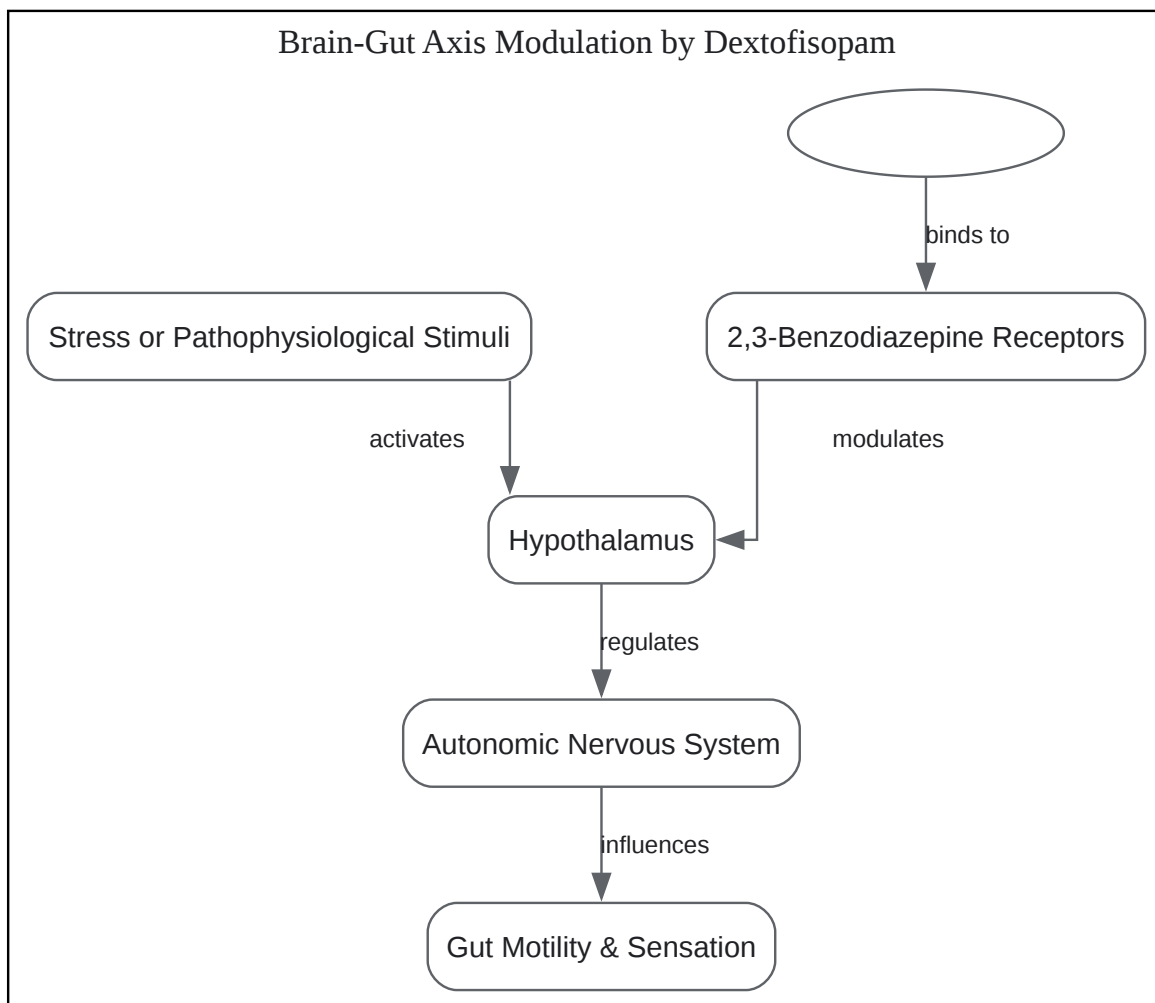 Brain-Gut Axis Modulation by Dextofisopam
binds to
Stress or Pathophysiological Stimuli
2,3-Benzodiazepine Receptors
activates
modulates
Hypothalamus
regulates
Autonomic Nervous System
influences
Gut Motility & Sensation